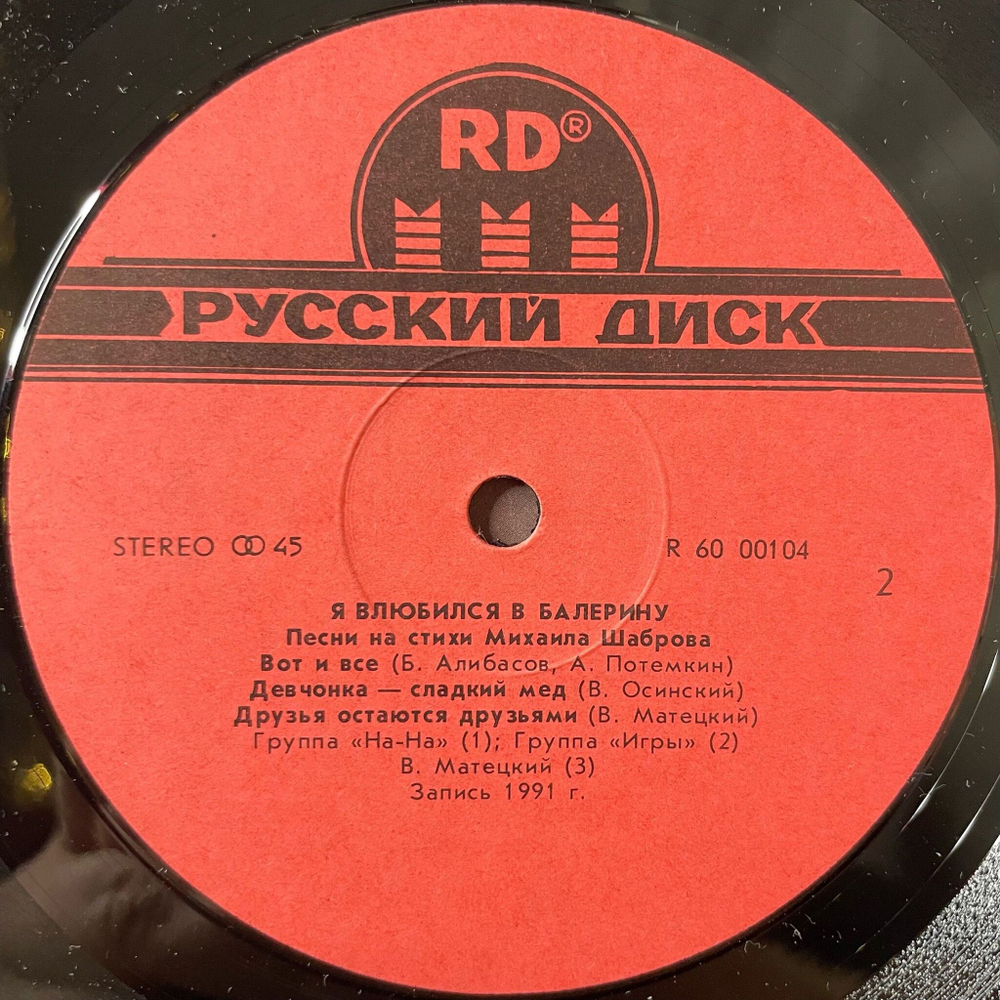 RD®
РУССКИЙ ДИСК
STEREO 45
R 60 00104
2
Я ВЛЮБИЛСЯ В БАЛЕРИНУ
Песни на стихи Михаила Шаброва
Вот и все (Б. Алибасов, А. Потемкин)
Девчонка — сладкий мед (В. Осинский)
Друзья остаются друзьями (В. Матецкий)
Группа «На-На» (1); Группа «Игры» (2)
В. Матецкий (3)
Запись 1991 г.